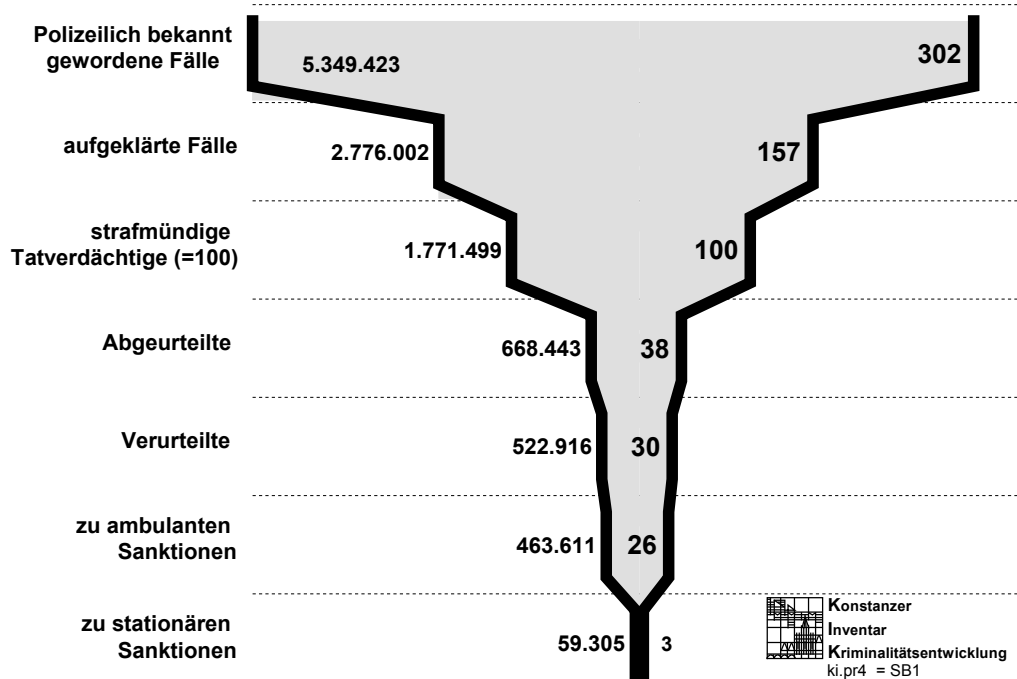 Polizeilich bekannt
gewordene Fälle
5.349.423
302
aufgeklärte Fälle
2.776.002
157
strafmündige
Tatverdächtige (=100)
1.771.499
100
Abgeurteilte
668.443
38
Verurteilte
522.916
30
zu ambulanten
Sanktionen
463.611
26
zu stationären
Sanktionen
59.305
3
Konstanzer
Inventar
Kriminalitätsentwicklung
ki.pr4 = SB1